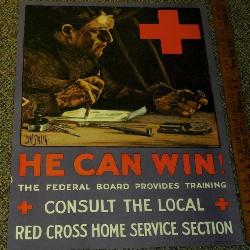 HE CAN WIN!
THE FEDERAL BOARD PROVIDES TRAINING
CONSULT THE LOCAL
RED CROSS HOME SERVICE SECTION